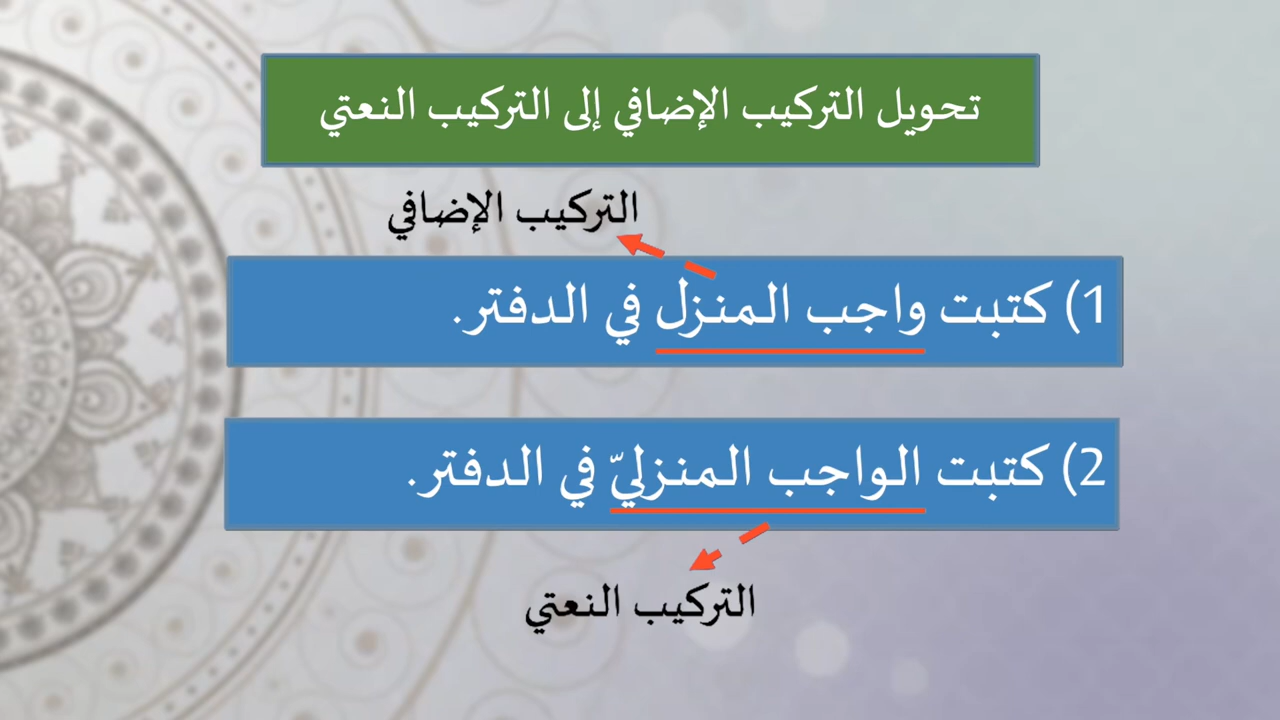 تحويل التركيب الإضافي إلى التركيب النعتي
التركيب الإضافي
1) كتبت واجب المنزل في الدفتر.
2) كتبت الواجب المنزليّ في الدفتر.
التركيب النعتي